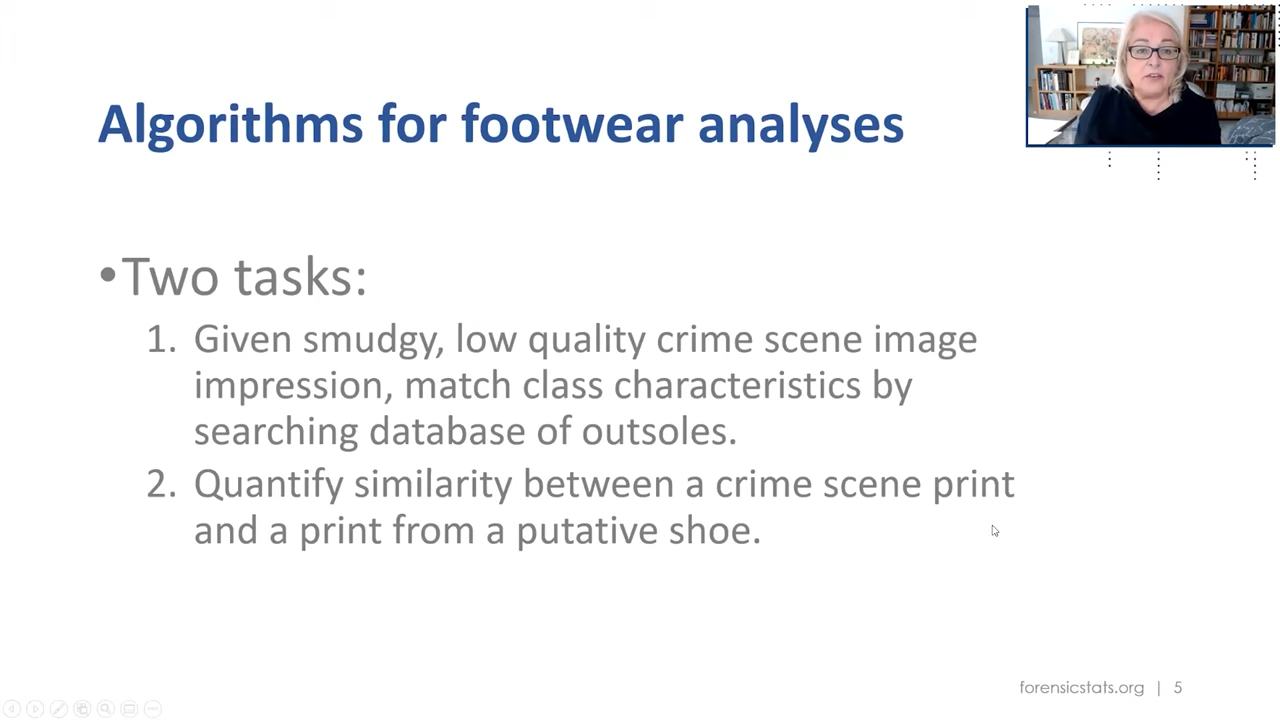 Algorithms for footwear analyses
•Two tasks:
1. Given smudgy, low quality crime scene image
impression, match class characteristics by
searching database of outsoles.
2. Quantify similarity between a crime scene print
and a print from a putative shoe.
forensicstats.org | 5